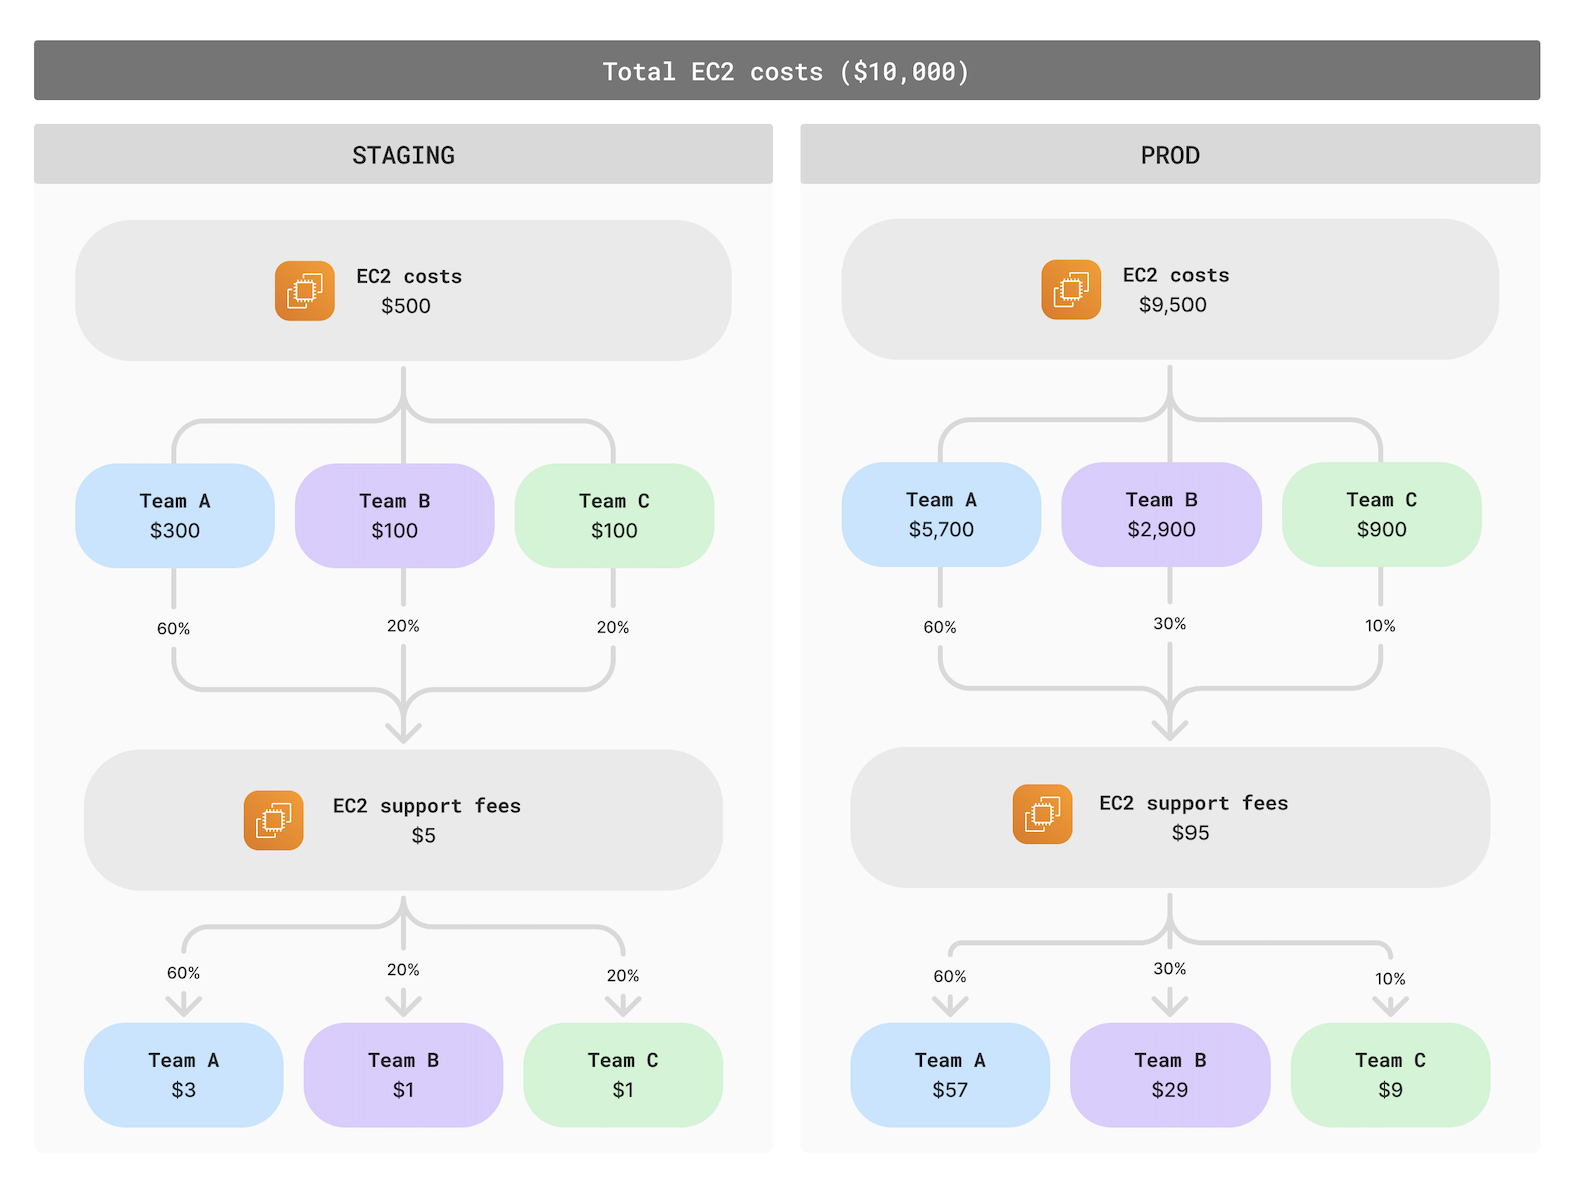 Total EC2 costs ($10,000)
STAGING
EC2 costs
$500
Team A
$300
Team B
$100
Team C
$100
60%
20%
20%
EC2 support fees
$5
60%
20%
20%
Team A
$3
Team B
$1
Team C
$1
PROD
EC2 costs
$9,500
Team A
$5,700
Team B
$2,900
Team C
$900
60%
30%
10%
EC2 support fees
$95
60%
30%
10%
Team A
$57
Team B
$29
Team C
$9